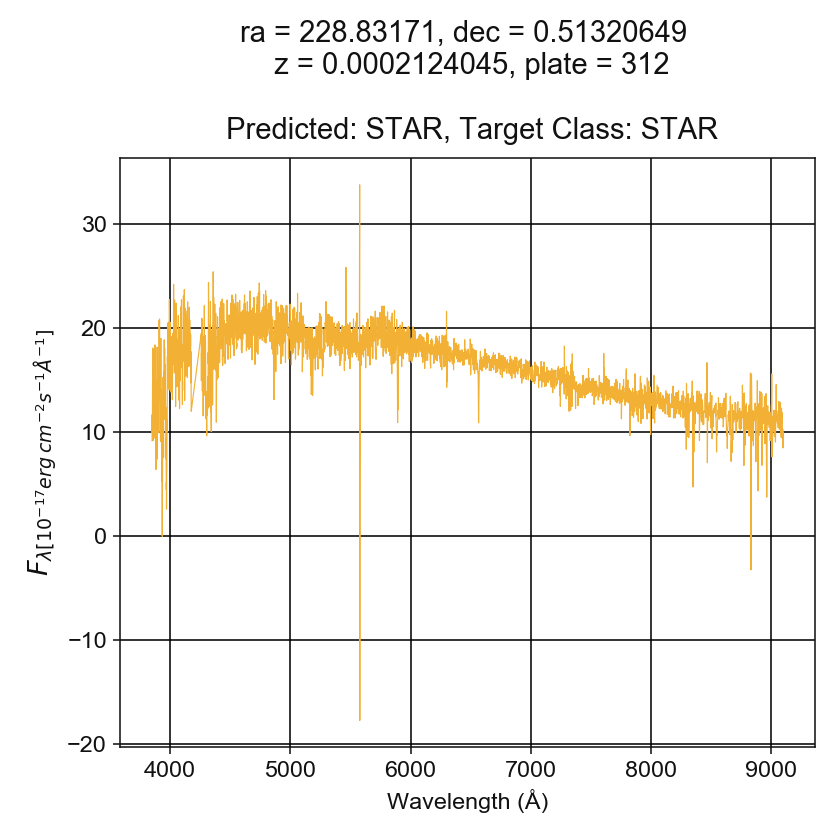 ra = 228.83171, dec = 0.51320649
z = 0.0002124045, plate = 312
Predicted: STAR, Target Class: STAR
F_{λ[10^{−17}erg cm^{−2}s^{−1}Å^{−1}]}
30
20
10
0
−10
−20
4000 5000 6000 7000 8000 9000
Wavelength (Å)